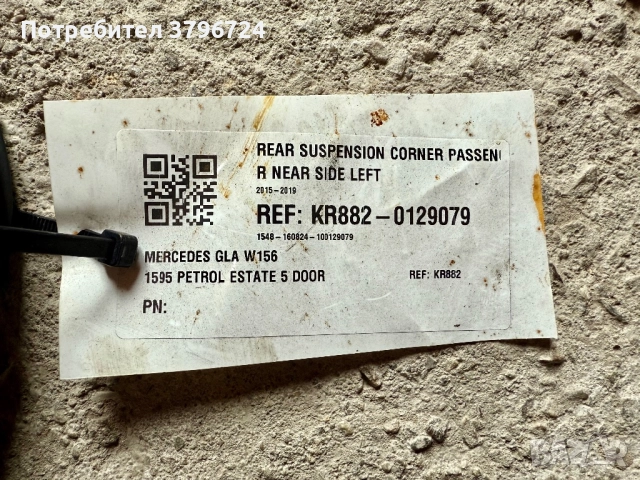 Потребител 3796724
REAR SUSPENSION CORNER PASSEN
R NEAR SIDE LEFT
2015-2019
REF: KR882-0129079
1548-160824-100129079
MERCEDES GLA W156
1595 PETROL ESTATE 5 DOOR
REF: KR882
PN: